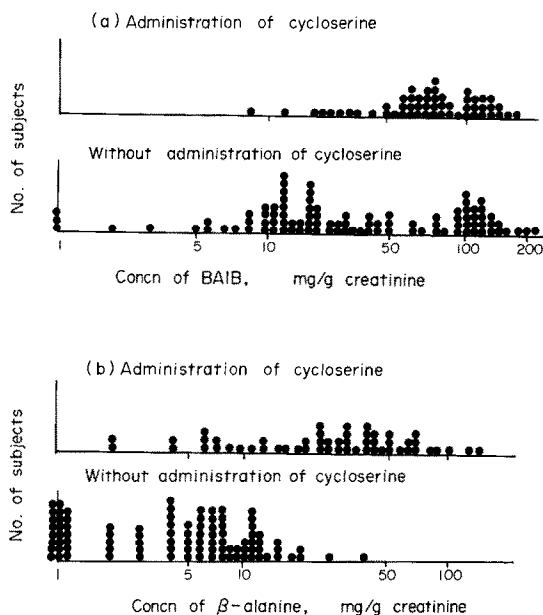 (a) Administration of cycloserine
Without administration of cycloserine
No. of subjects
1 5 10 50 100 200
Concn of BAIB, mg/g creatinine
(b) Administration of cycloserine
Without administration of cycloserine
No. of subjects
1 5 10 50 100
Concn of β-alanine, mg/g creatinine